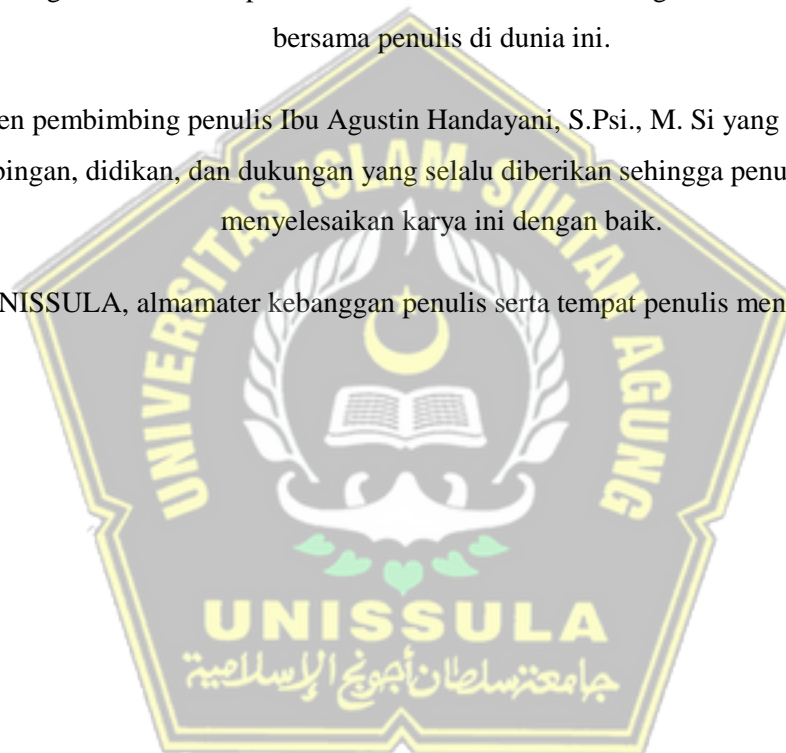 bersama penulis di dunia ini.
en pembimbing penulis Ibu Agustin Handayani, S.Psi., M. Si yang
bingan, didikan, dan dukungan yang selalu diberikan sehingga penu
menyelesaikan karya ini dengan baik.
NISSULA, almamater kebanggan penulis serta tempat penulis men
UNIVERSITAS ISLAM SULTAN AGUNG
UNISSULA
جامعة سلطان أجونج الإسلامية